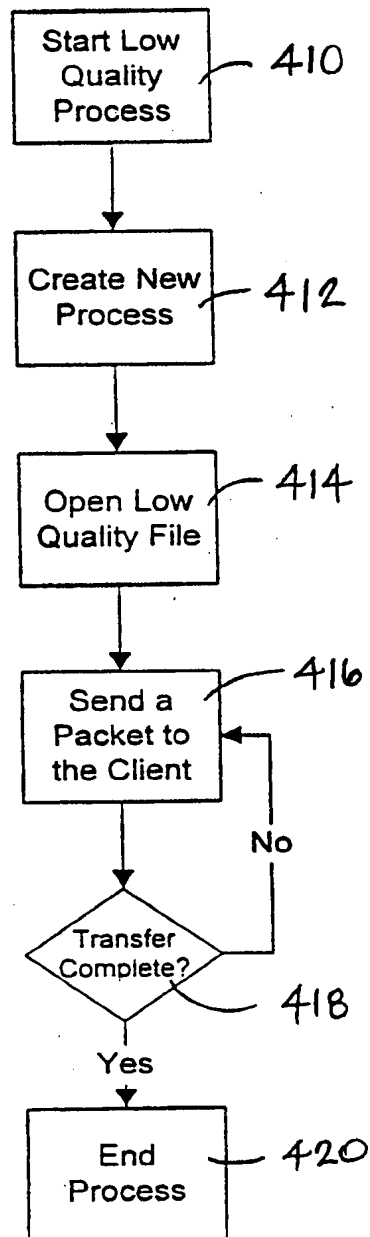 Start Low
Quality
Process
410
Create New
Process
412
Open Low
Quality File
414
Send a
Packet to
the Client
416
No
Transfer
Complete?
418
Yes
End
Process
420